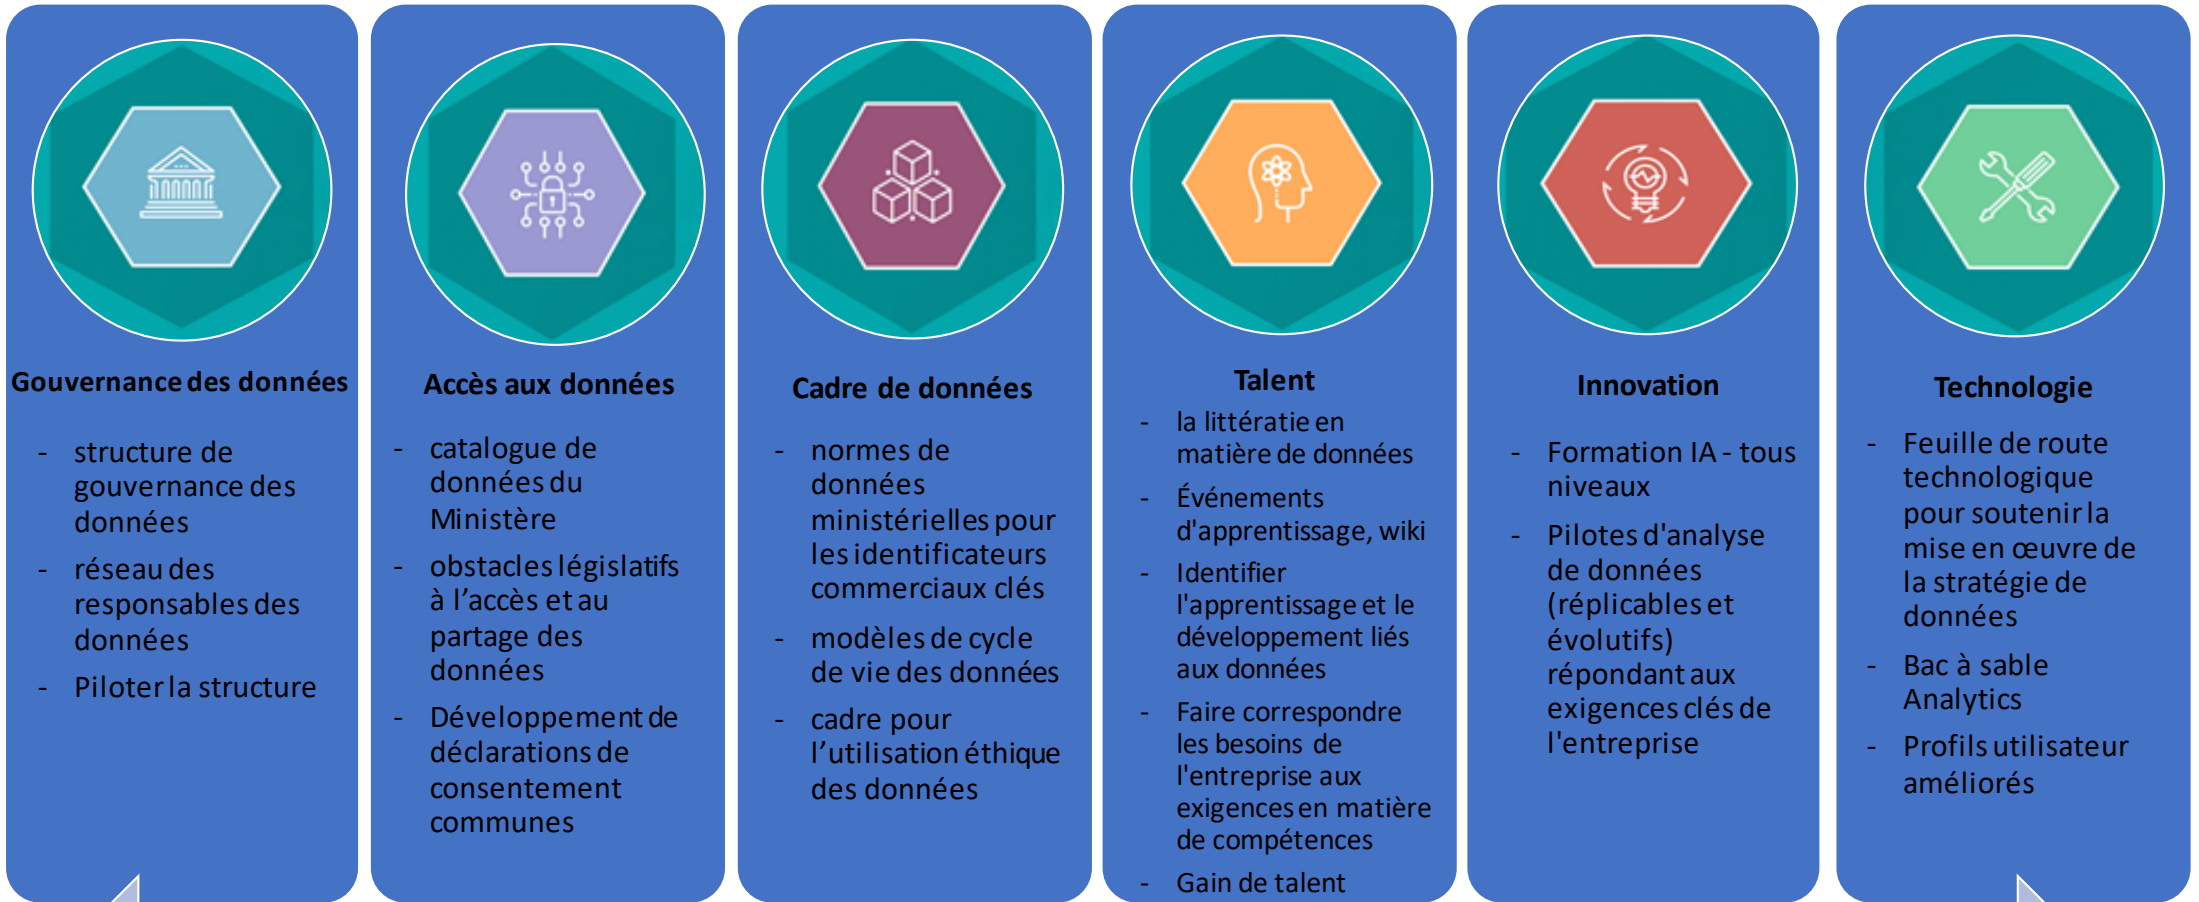 Gouvernance des données
- structure de
gouvernance des
données
- réseau des
responsables des
données
- Piloter la structure
Accès aux données
- catalogue de
données du
Ministère
- obstacles législatifs
à l’accès et au
partage des
données
- Développement de
déclarations de
consentement
communes
Cadre de données
- normes de
données
ministérielles pour
les identificateurs
commerciaux clés
- modèles de cycle
de vie des données
- cadre pour
l’utilisation éthique
des données
Talent
- la littératie en
matière de données
- Événements
d'apprentissage, wiki
- Identifier
l'apprentissage et le
développement liés
aux données
- Faire correspondre
les besoins de
l'entreprise aux
exigences en matière
de compétences
- Gain de talent
Innovation
- Formation IA - tous
niveaux
- Pilotes d'analyse
de données
(réplicables et
évolutifs)
répondant aux
exigences clés de
l'entreprise
Technologie
- Feuille de route
technologique
pour soutenir la
mise en œuvre de
la stratégie de
données
- Bac à sable
Analytics
- Profils utilisateur
améliorés